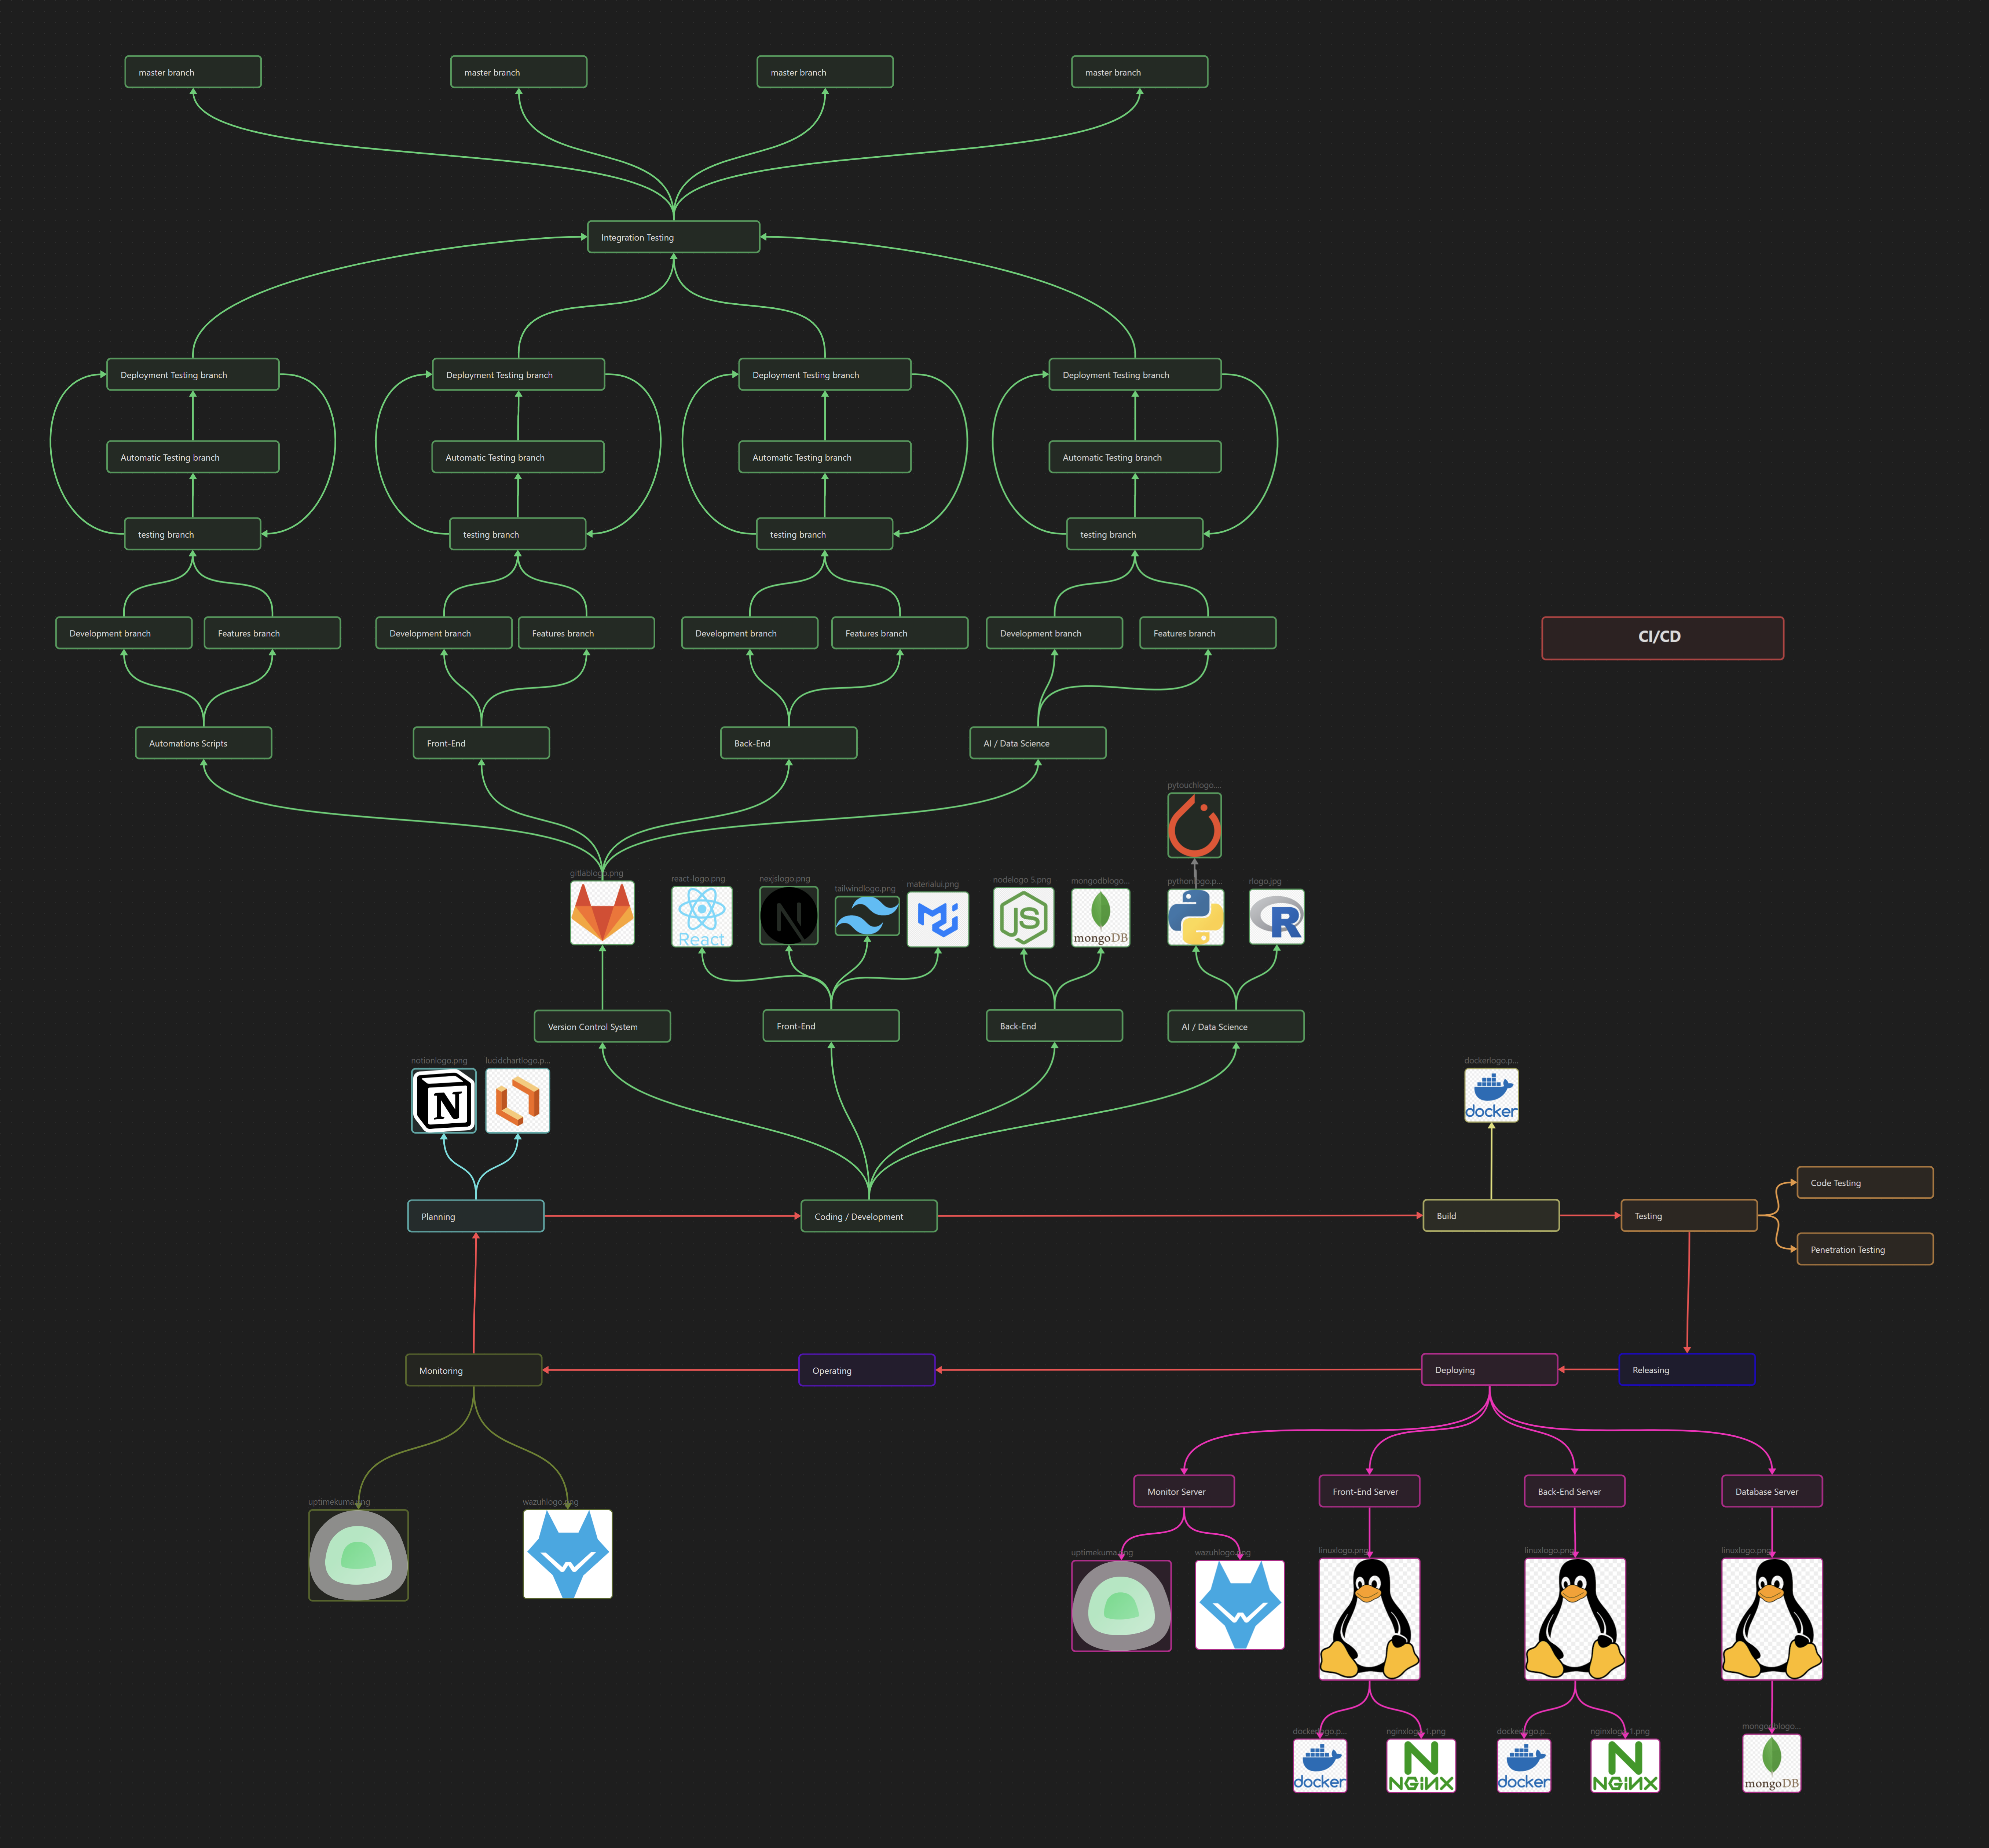 master branch
master branch
master branch
master branch
Integration Testing
Deployment Testing branch
Deployment Testing branch
Deployment Testing branch
Deployment Testing branch
Automatic Testing branch
Automatic Testing branch
Automatic Testing branch
Automatic Testing branch
testing branch
testing branch
testing branch
testing branch
Development branch
Features branch
Development branch
Features branch
Development branch
Features branch
Development branch
Features branch
CI/CD
Automations Scripts
Front-End
Back-End
AI / Data Science
pytouchlogo....
gitlablogo.png
react-logo.png
nexjslogo.png
tailwindlogo.png
materialui.png
nodelogo 5.png
mongodblogo...
pythonlogo.p...
rlogo.jpg
React
N
JS
mongoDB
R
Version Control System
Front-End
Back-End
AI / Data Science
notionlogo.png
lucidchartlogo.p...
dockerlogo.p...
N
docker
Code Testing
Planning
Coding / Development
Build
Testing
Penetration Testing
Monitoring
Operating
Deploying
Releasing
Monitor Server
Front-End Server
Back-End Server
Database Server
uptimekuma.png
wazuhlogo.png
uptimekuma.png
wazuhlogo.png
linuxlogo.png
linuxlogo.png
linuxlogo.png
dockerlogo.p...
nginxlogo 1.png
dockerlogo.p...
nginxlogo 1.png
mongodblogo...
docker
N
NGINX
docker
N
NGINX
mongoDB